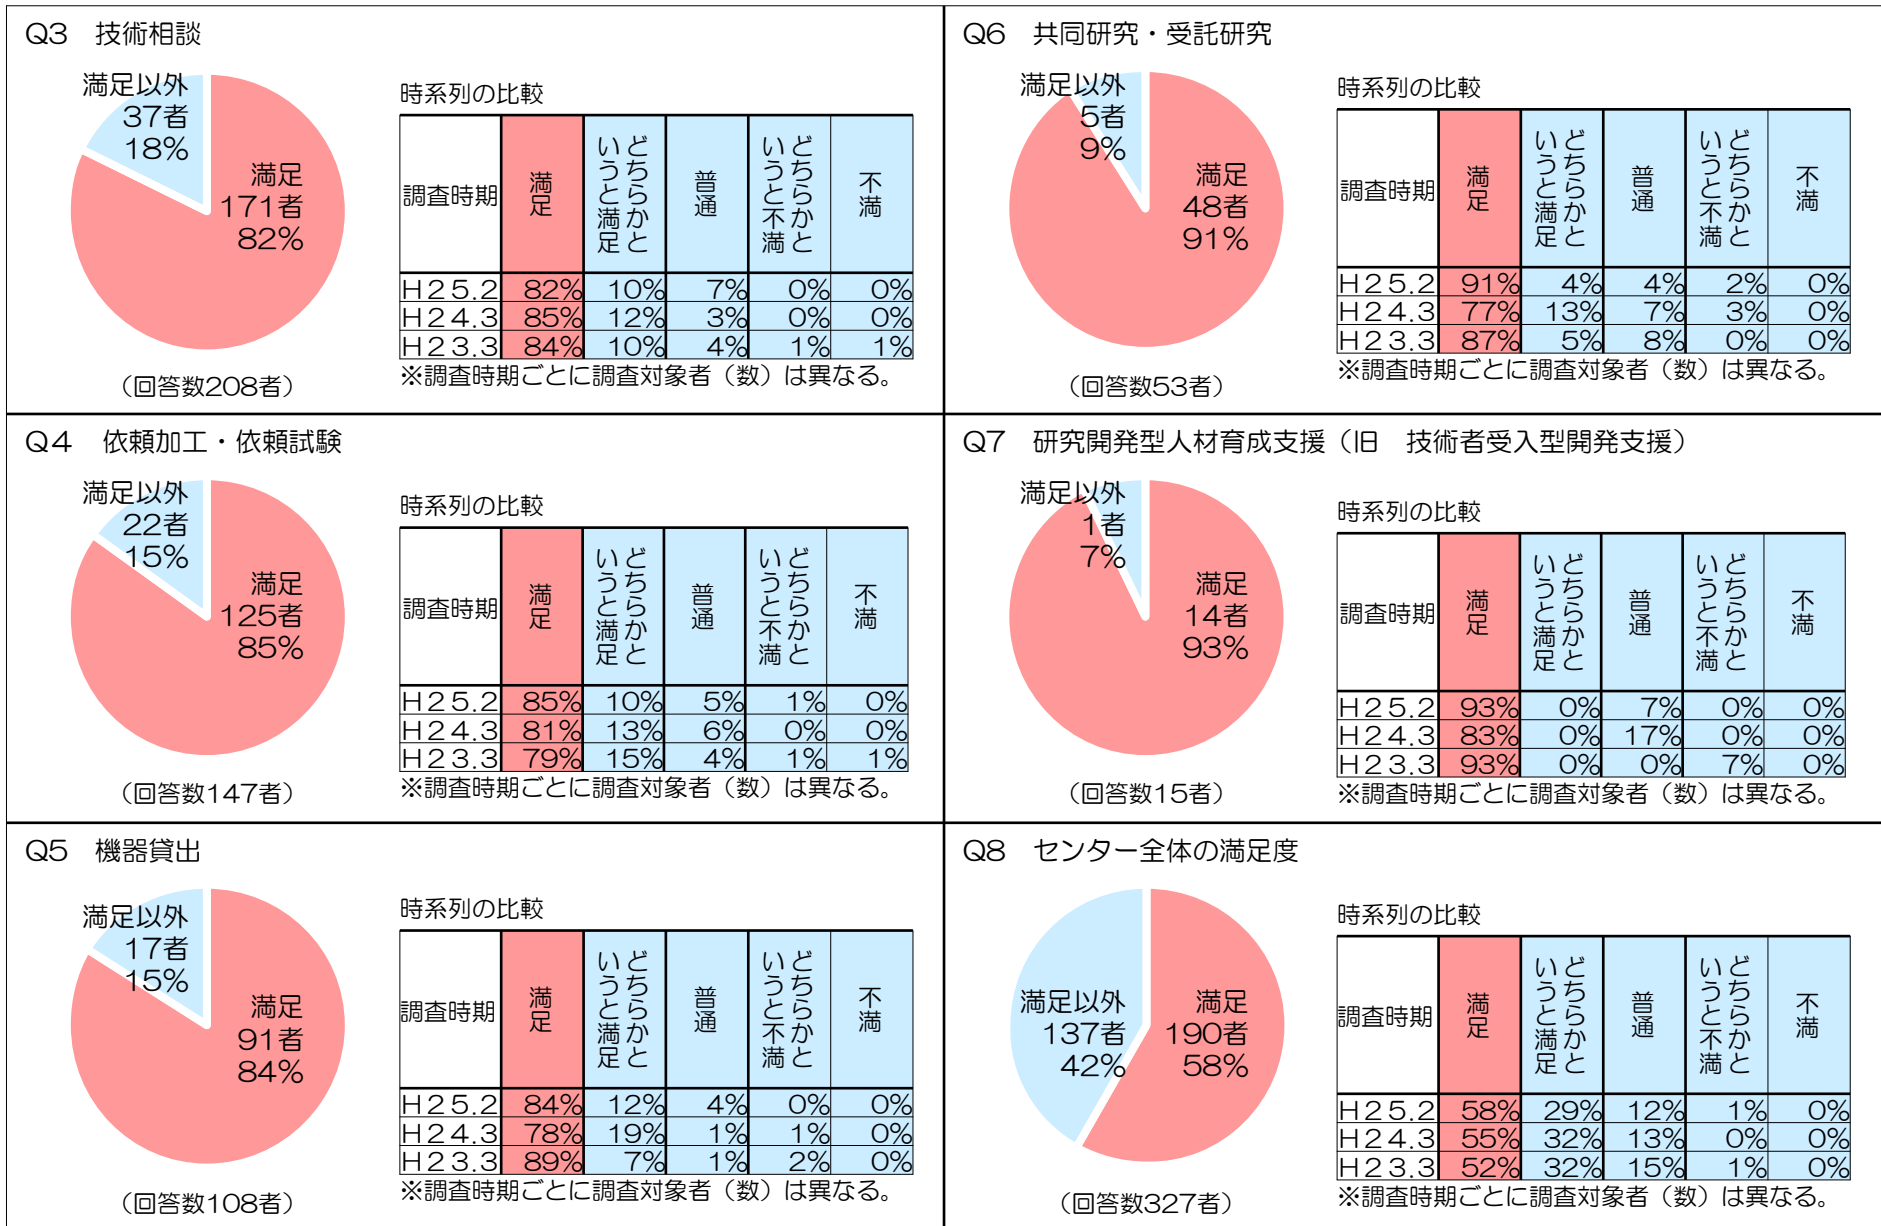 Q3　技術相談
満足以外
37者
18%
満足
171者
82%
（回答数208者）
時系列の比較
調査時期 満足 どちらかというと満足 普通 どちらかというと不満 不満
H25.2 82% 10% 7% 0% 0%
H24.3 85% 12% 3% 0% 0%
H23.3 84% 10% 4% 1% 1%
※調査時期ごとに調査対象者（数）は異なる。
Q4　依頼加工・依頼試験
満足以外
22者
15%
満足
125者
85%
（回答数147者）
時系列の比較
調査時期 満足 どちらかというと満足 普通 どちらかというと不満 不満
H25.2 85% 10% 5% 1% 0%
H24.3 81% 13% 6% 0% 0%
H23.3 79% 15% 4% 1% 1%
※調査時期ごとに調査対象者（数）は異なる。
Q5　機器貸出
満足以外
17者
15%
満足
91者
84%
（回答数108者）
時系列の比較
調査時期 満足 どちらかというと満足 普通 どちらかというと不満 不満
H25.2 84% 12% 4% 0% 0%
H24.3 78% 19% 1% 1% 0%
H23.3 89% 7% 1% 2% 0%
※調査時期ごとに調査対象者（数）は異なる。
Q6　共同研究・受託研究
満足以外
5者
9%
満足
48者
91%
（回答数53者）
時系列の比較
調査時期 満足 どちらかというと満足 普通 どちらかというと不満 不満
H25.2 91% 4% 4% 2% 0%
H24.3 77% 13% 7% 3% 0%
H23.3 87% 5% 8% 0% 0%
※調査時期ごとに調査対象者（数）は異なる。
Q7　研究開発型人材育成支援（旧　技術者受入型開発支援）
満足以外
1者
7%
満足
14者
93%
（回答数15者）
時系列の比較
調査時期 満足 どちらかというと満足 普通 どちらかというと不満 不満
H25.2 93% 0% 7% 0% 0%
H24.3 83% 0% 17% 0% 0%
H23.3 93% 0% 0% 7% 0%
※調査時期ごとに調査対象者（数）は異なる。
Q8　センター全体の満足度
満足以外
137者
42%
満足
190者
58%
（回答数327者）
時系列の比較
調査時期 満足 どちらかというと満足 普通 どちらかというと不満 不満
H25.2 58% 29% 12% 1% 0%
H24.3 55% 32% 13% 0% 0%
H23.3 52% 32% 15% 1% 0%
※調査時期ごとに調査対象者（数）は異なる。